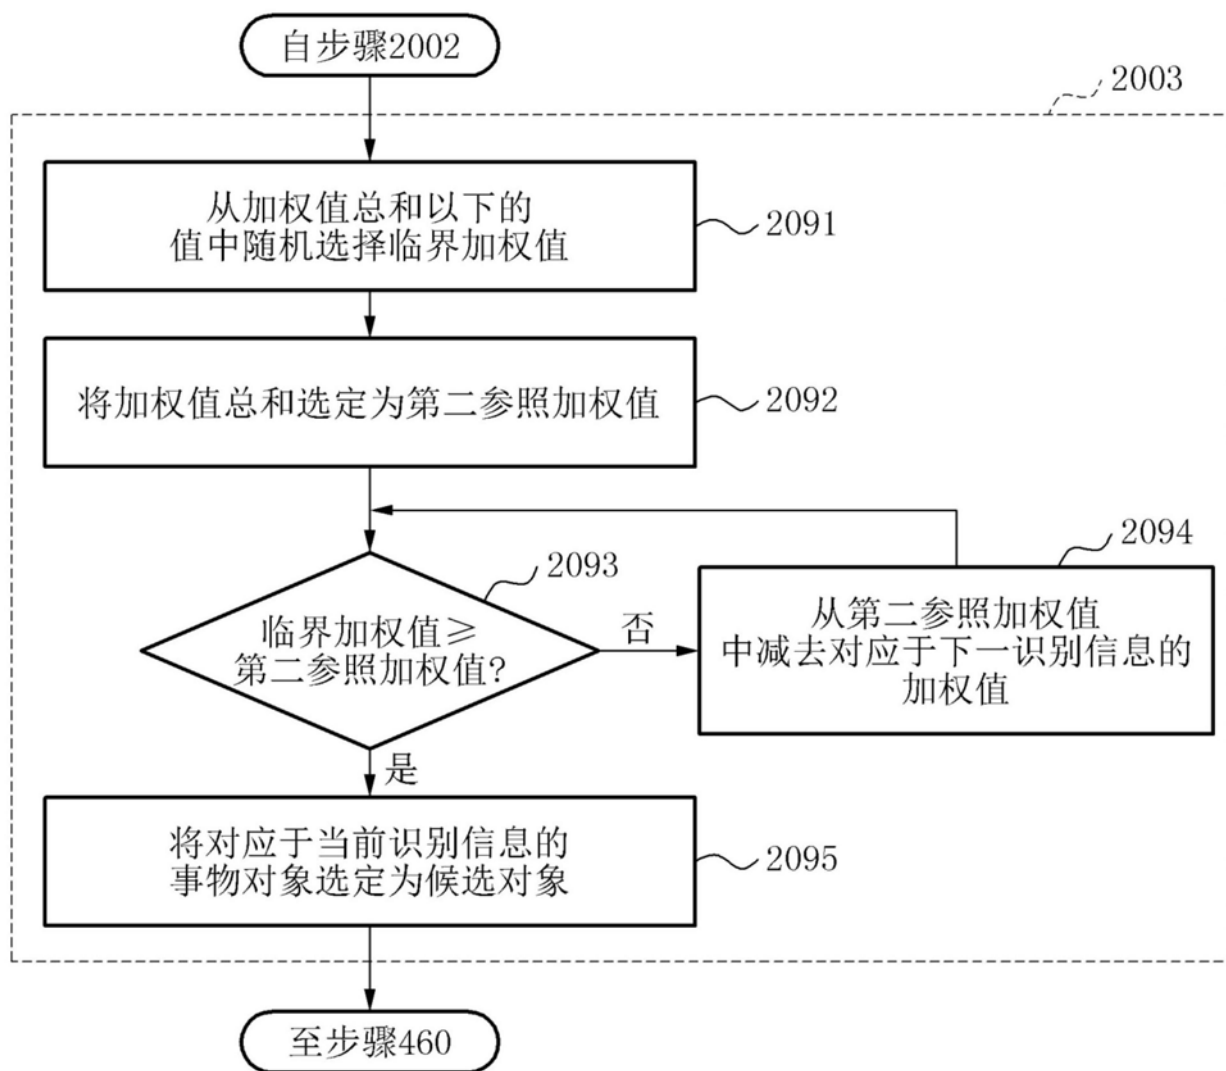 自步骤2002
2003
从加权值总和以下的
值中随机选择临界加权值
2091
将加权值总和选定为第二参照加权值
2092
2093
临界加权值≥
第二参照加权值?
否
2094
从第二参照加权值
中减去对应于下一识别信息的
加权值
是
将对应于当前识别信息的
事物对象选定为候选对象
2095
至步骤460